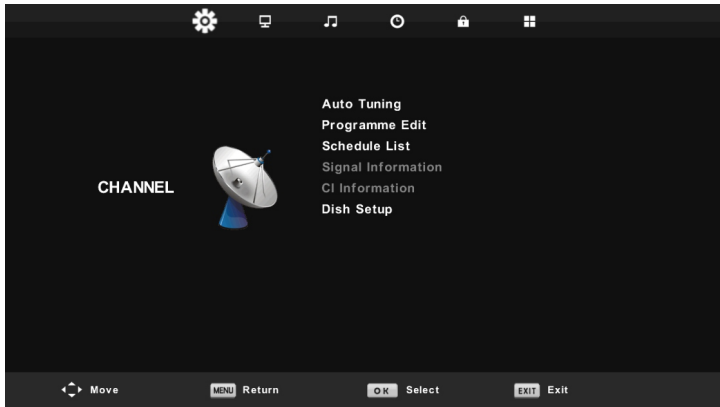 Auto Tuning
Programme Edit
Schedule List
Signal Information
CHANNEL
CI Information
Dish Setup
Move
MENU Return
OK Select
EXIT Exit